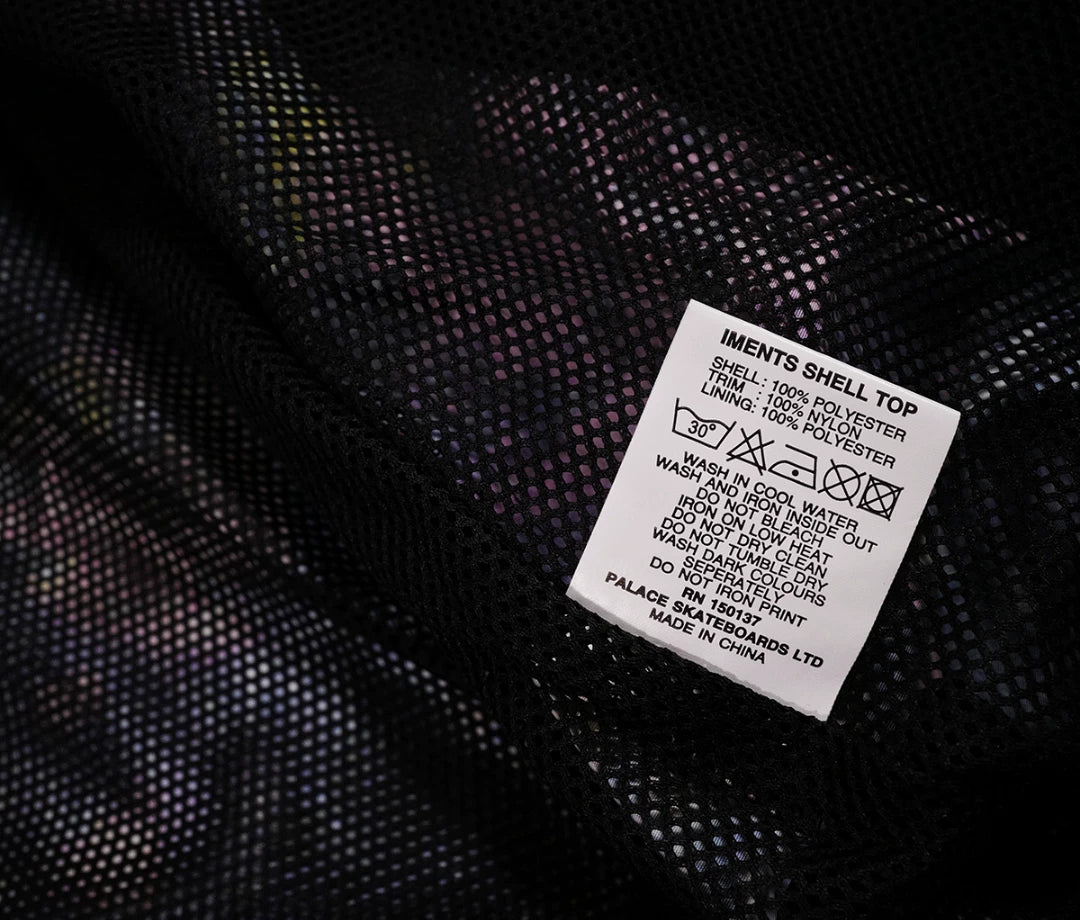 IMENTS SHELL TOP
SHELL: 100% POLYESTER
TRIM : 100% NYLON
LINING: 100% POLYESTER
30°
WASH IN COOL WATER
WASH AND IRON INSIDE OUT
DO NOT BLEACH
IRON ON LOW HEAT
DO NOT DRY CLEAN
DO NOT TUMBLE DRY
WASH DARK COLOURS
SEPERATELY
DO NOT IRON PRINT
RN 150137
PALACE SKATEBOARDS LTD
MADE IN CHINA